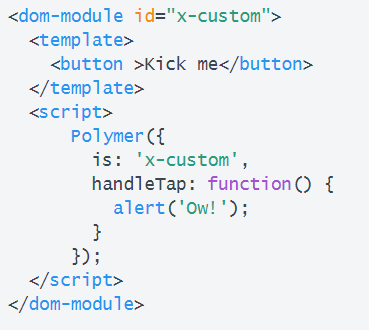 <dom-module id="x-custom">
  <template>
    <button >Kick me</button>
  </template>
  <script>
      Polymer({
        is: 'x-custom',
        handleTap: function() {
          alert('Ow!');
        }
      });
  </script>
</dom-module>